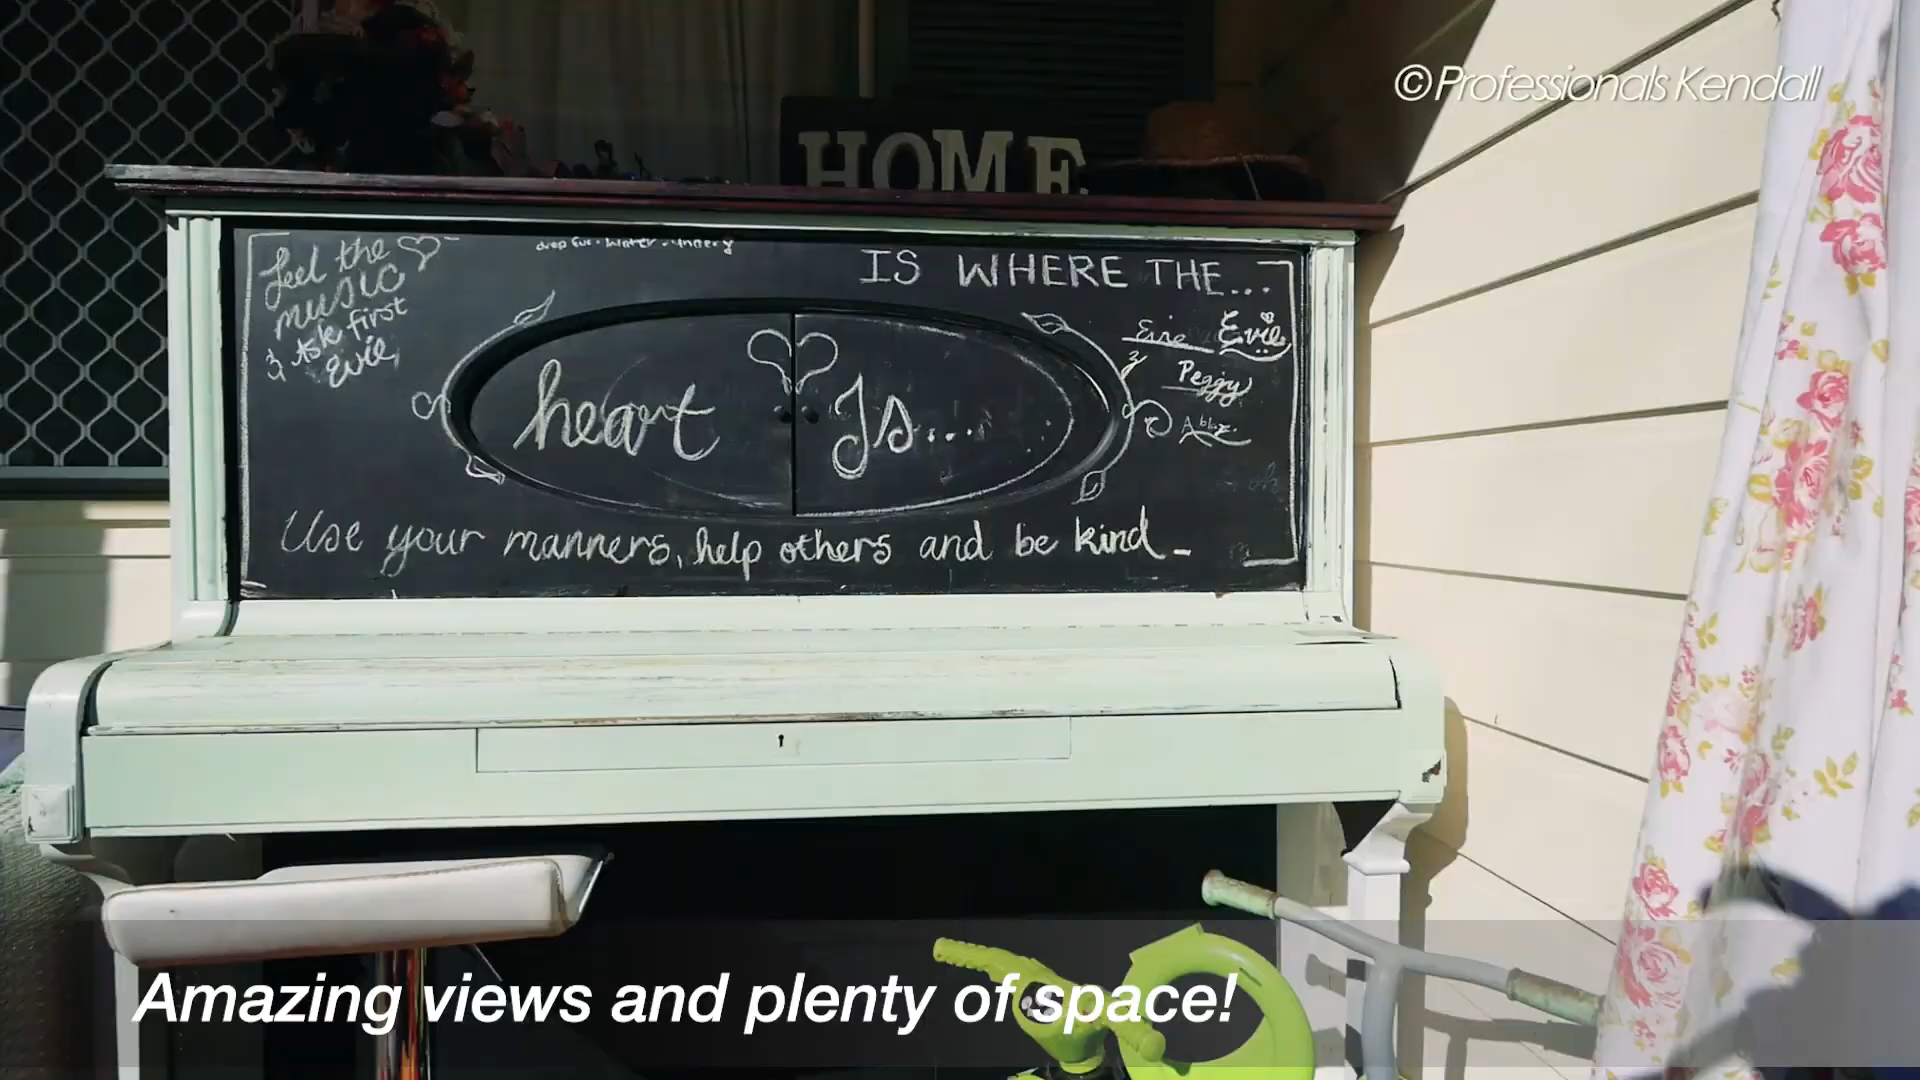 ©Professionals Kendall
HOME
IS WHERE THE...
feel the
music
& Ask first
Evie
Evie Evie
Peggy
heart Is...
Use your manners, help others and be kind
Amazing views and plenty of space!